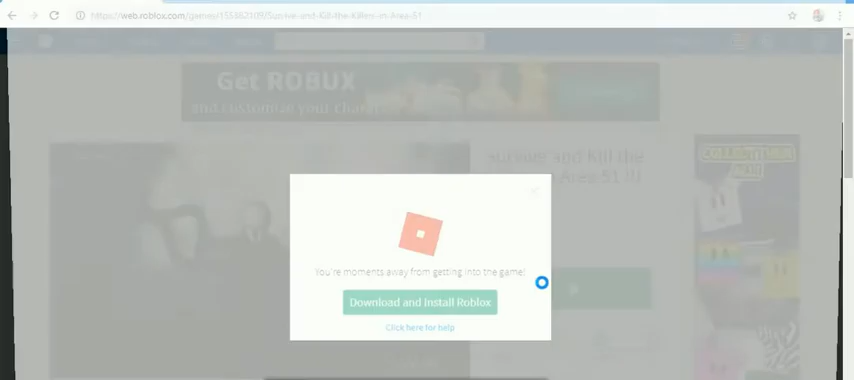 https://web.roblox.com/games/155382109/Survive-and-Kill-the-Killers-in-Area-51
Get ROBUX
and customize your charac
Survive and Kill the
Area 51 !!!
You're moments away from getting into the game!
Download and Install Roblox
Click here for help